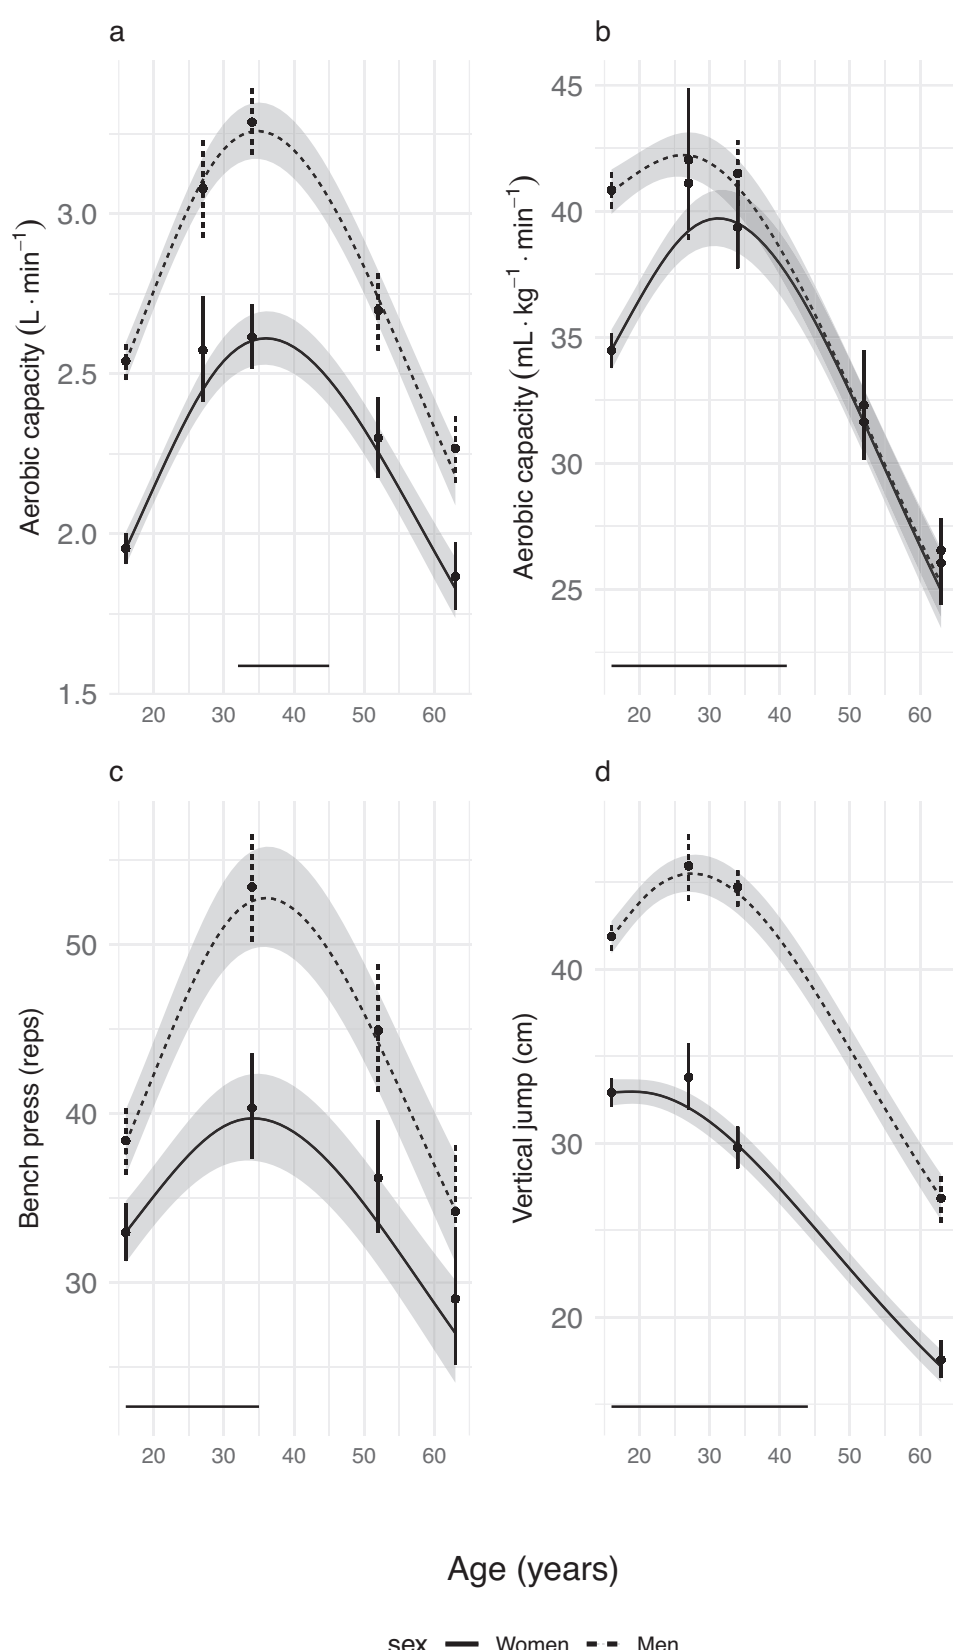 a
Aerobic capacity (L · min⁻¹)
3.0
2.5
2.0
1.5
20 30 40 50 60
b
Aerobic capacity (mL · kg⁻¹ · min⁻¹)
45
40
35
30
25
20 30 40 50 60
c
Bench press (reps)
50
40
30
20 30 40 50 60
d
Vertical jump (cm)
40
30
20
20 30 40 50 60
Age (years)
sex Women Men